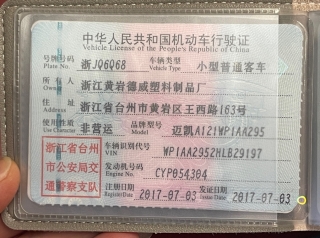 中华人民共和国机动车行驶证
Vehicle License of the People's Republic of China
号牌号码 浙JQ6Q68 车辆类型 小型普通客车
Plate No. Vehicle Type
所有人 浙江黄岩德威塑料制品厂
Owner
住址 浙江省台州市黄岩区王西路163号
Address
使用性质 非营运 品牌型号 迈凯A121WP1AA295
Use Character Model
浙江省台州
市公安局交
通警察支队
车辆识别代号 WP1AA2952HLB29197
VIN
发动机号码 CYP054304
Engine No.
注册日期 2017-07-03 发证日期 2017-07-03
Register Date Issue Date